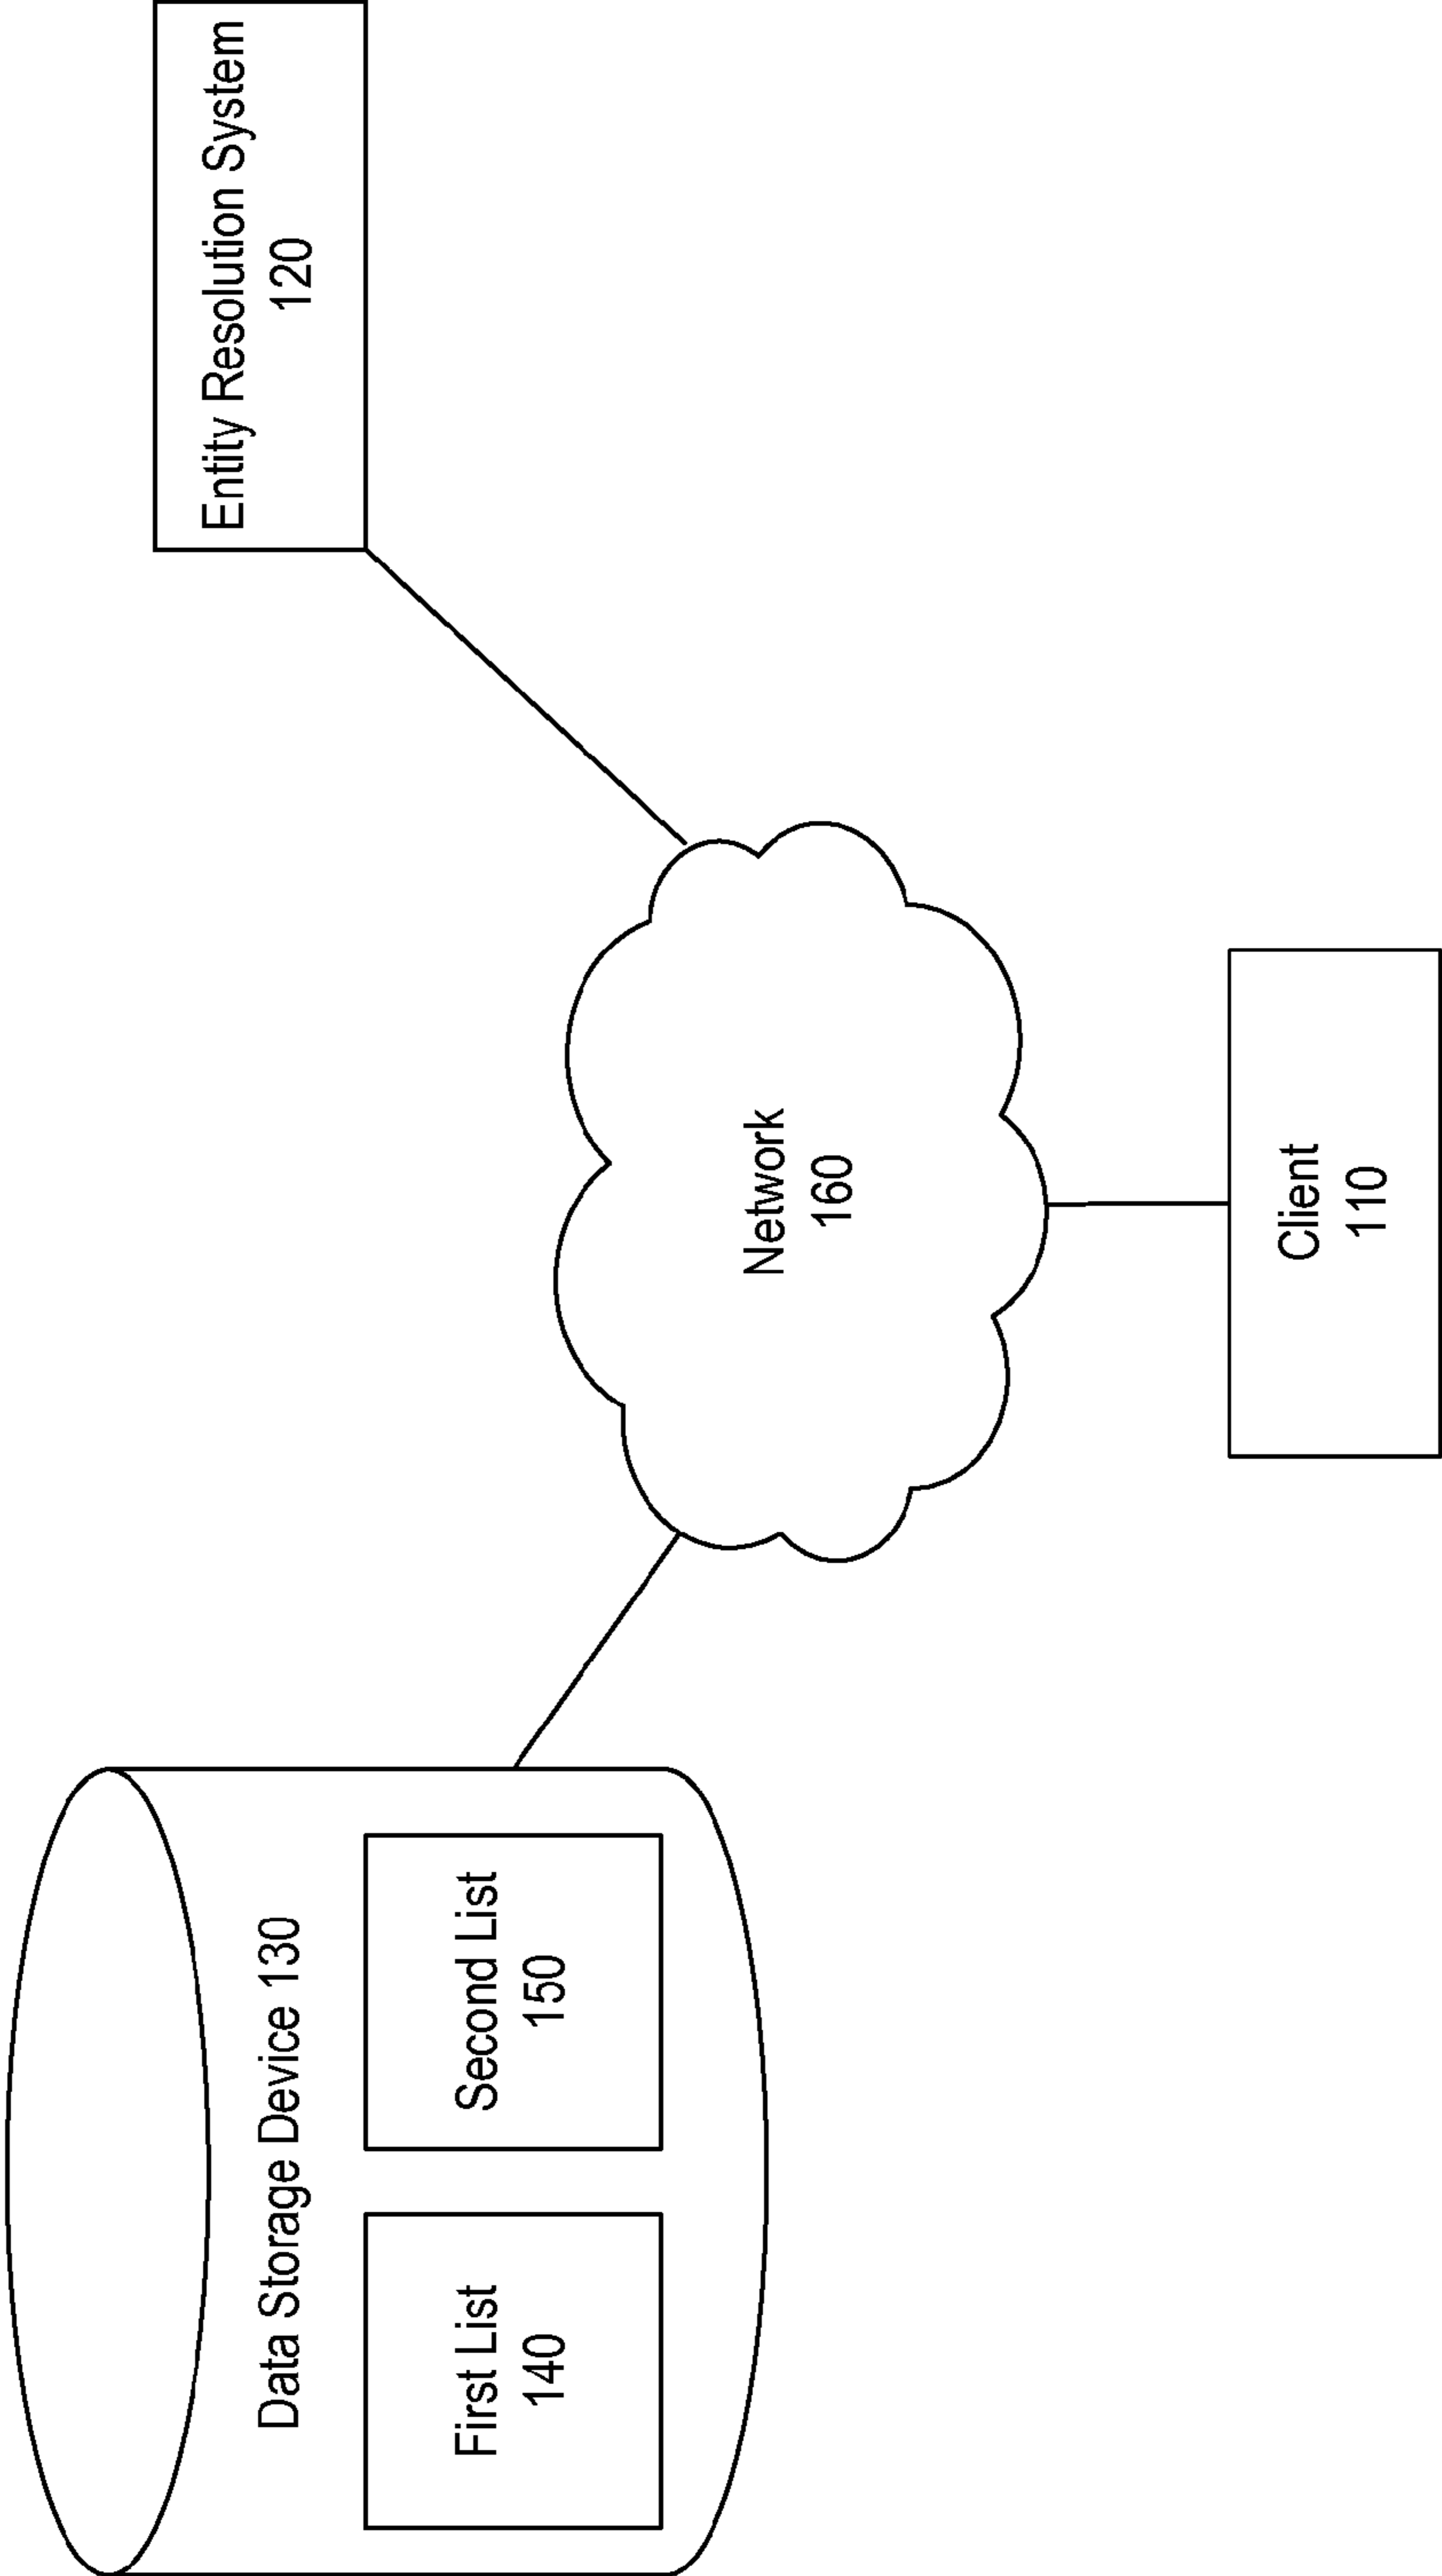 Data Storage Device 130
First List
140
Second List
150
Entity Resolution System
120
Network
160
Client
110